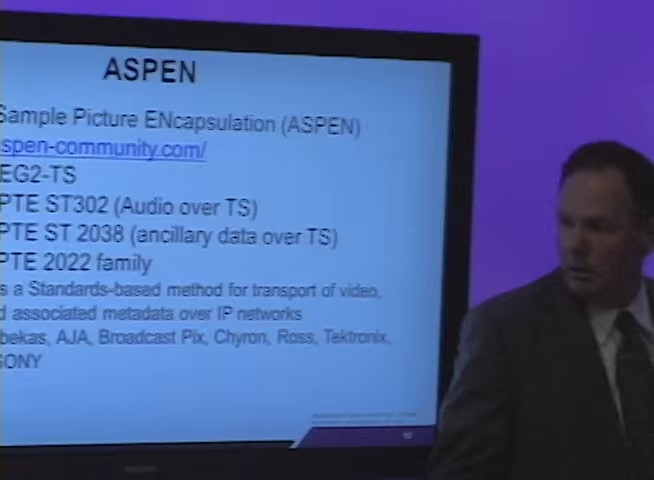 ASPEN
Sample Picture ENcapsulation (ASPEN)
spen-community.com/
EG2-TS
PTE ST302 (Audio over TS)
PTE ST 2038 (ancillary data over TS)
PTE 2022 family
s a Standards-based method for transport of video,
d associated metadata over IP networks
bekas, AJA, Broadcast Pix, Chyron, Ross, Tektronix,
SONY